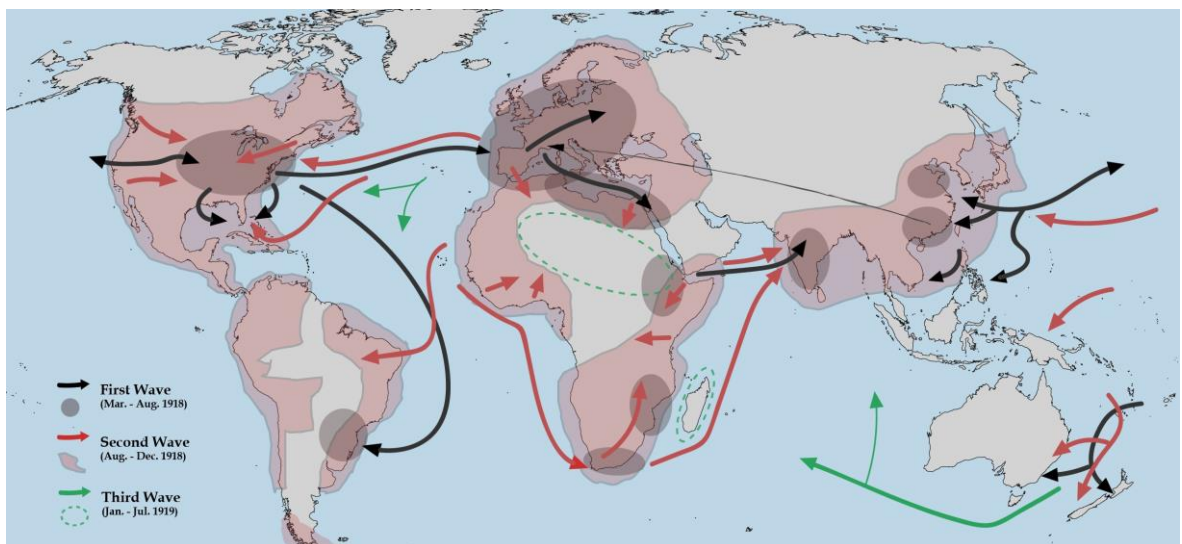 First Wave
(Mar. - Aug. 1918)
Second Wave
(Aug. - Dec. 1918)
Third Wave
(Jan. - Jul. 1919)